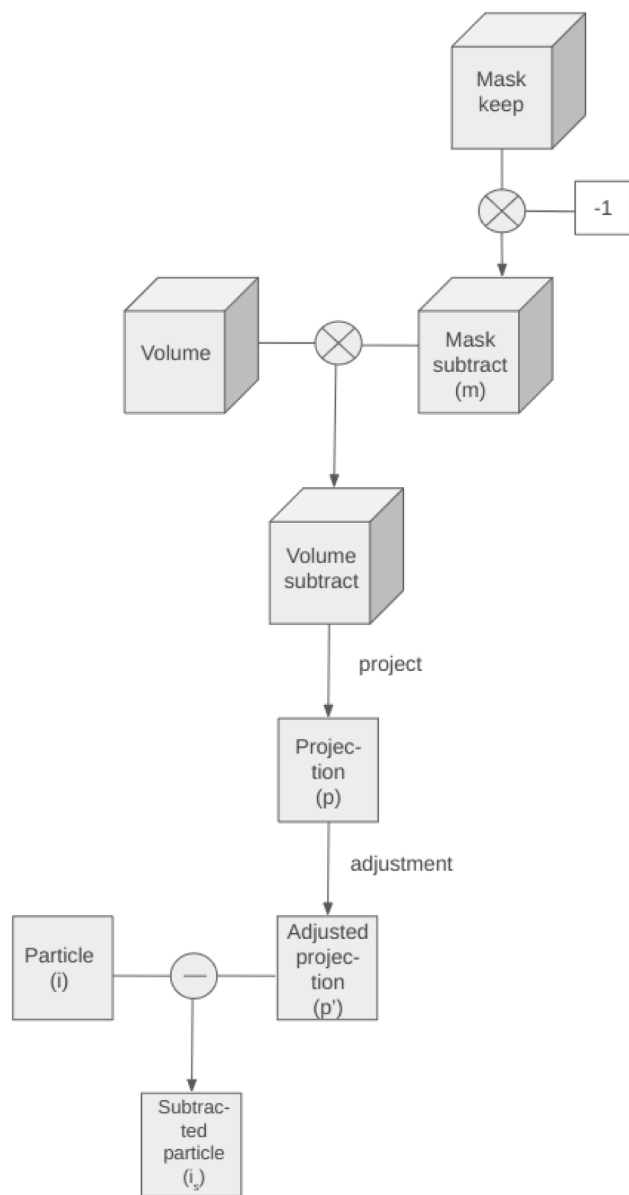 Mask
keep
-1
Volume
Mask
subtract
(m)
Volume
subtract
project
Projec-
tion
(p)
adjustment
Particle
(i)
Adjusted
projec-
tion
(p')
Subtrac-
ted
particle
(iₛ)